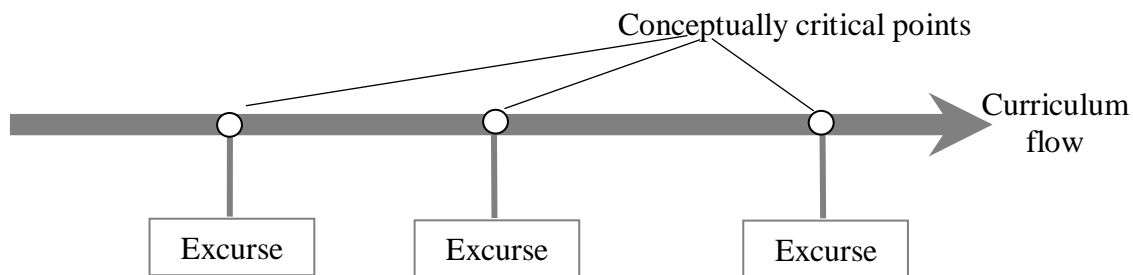 Conceptually critical points
Curriculum
flow
Excurse
Excurse
Excurse